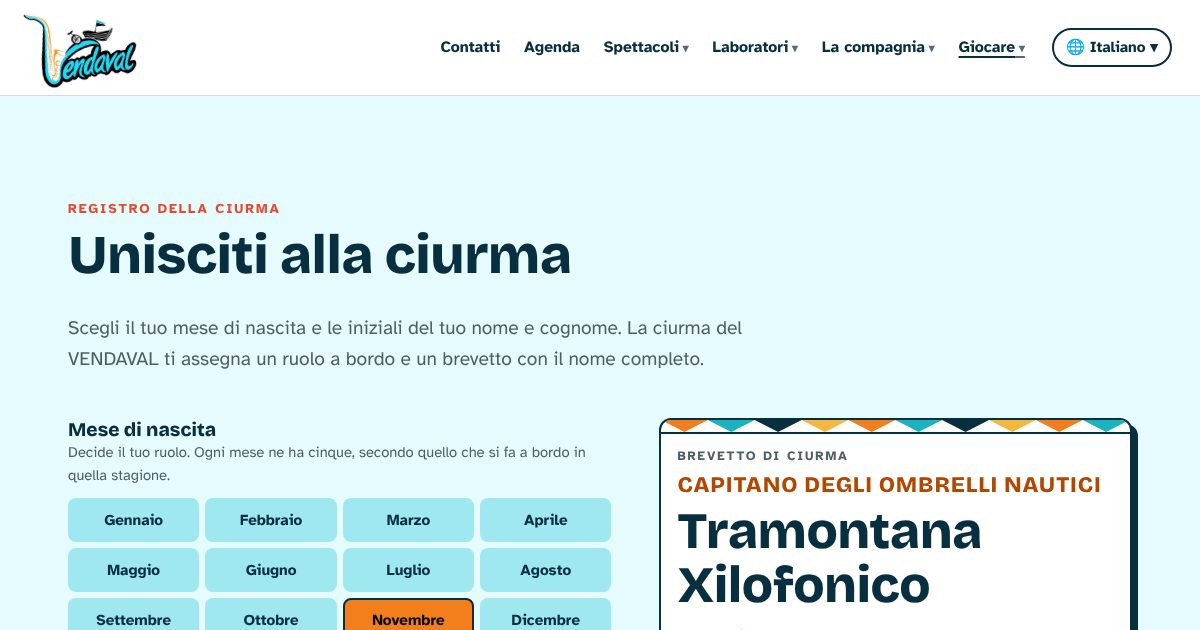 Vendaval
Contatti Agenda Spettacoli ▾ Laboratori ▾ La compagnia ▾ Giocare ▾ Italiano ▾
REGISTRO DELLA CIURMA
Unisciti alla ciurma
Scegli il tuo mese di nascita e le iniziali del tuo nome e cognome. La ciurma del
VENDAVAL ti assegna un ruolo a bordo e un brevetto con il nome completo.
Mese di nascita
Decide il tuo ruolo. Ogni mese ne ha cinque, secondo quello che si fa a bordo in
quella stagione.
Gennaio Febbraio Marzo Aprile
Maggio Giugno Luglio Agosto
Settembre Ottobre Novembre Dicembre
BREVETTO DI CIURMA
CAPITANO DEGLI OMBRELLI NAUTICI
Tramontana
Xilofonico